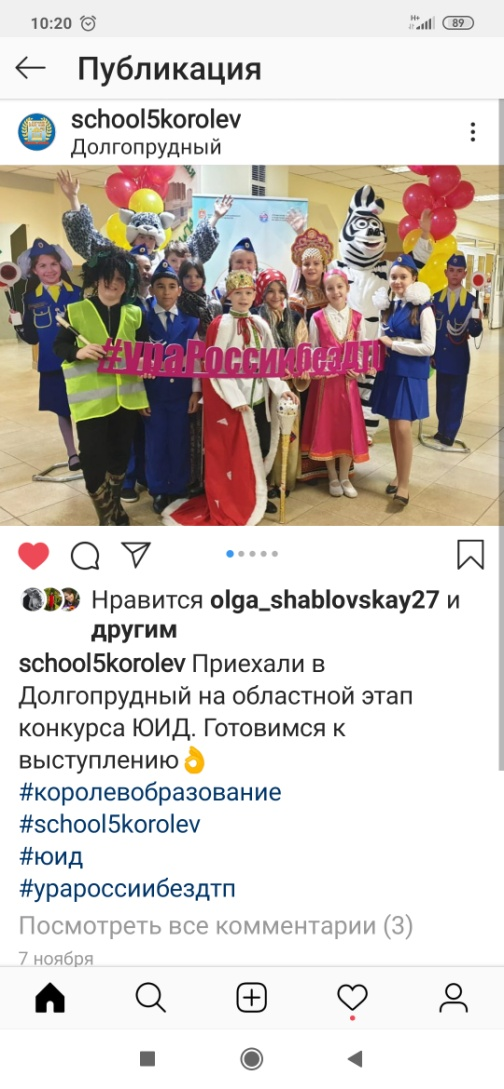 10:20
H+
89
Публикация
school5korolev
Долгопрудный
#УраРоссиибезДТП
Нравится olga_shablovskay27 и
другим
school5korolev Приехали в
Долгопрудный на областной этап
конкурса ЮИД. Готовимся к
выступлению👌
#королевобразование
#school5korolev
#юид
#урароссиибездтп
Посмотреть все комментарии (3)
7 ноября